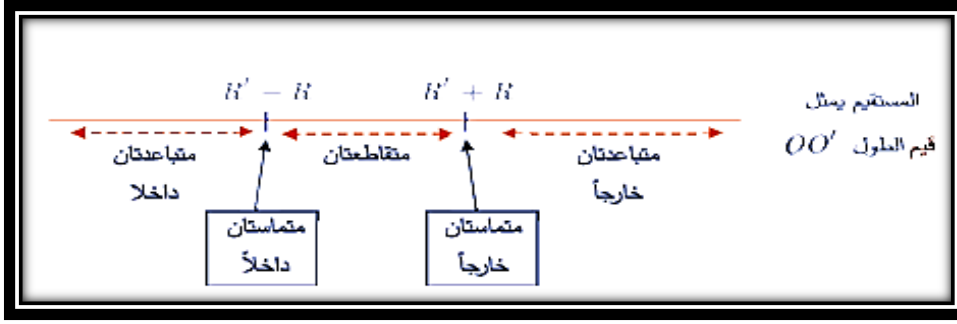 R' − R
R' + R
المستقيم يمثل
قيم الطول OO'
متباعدتان
داخلا
متقاطعتان
متباعدتان
خارجاً
متماستان
داخلاً
متماستان
خارجاً